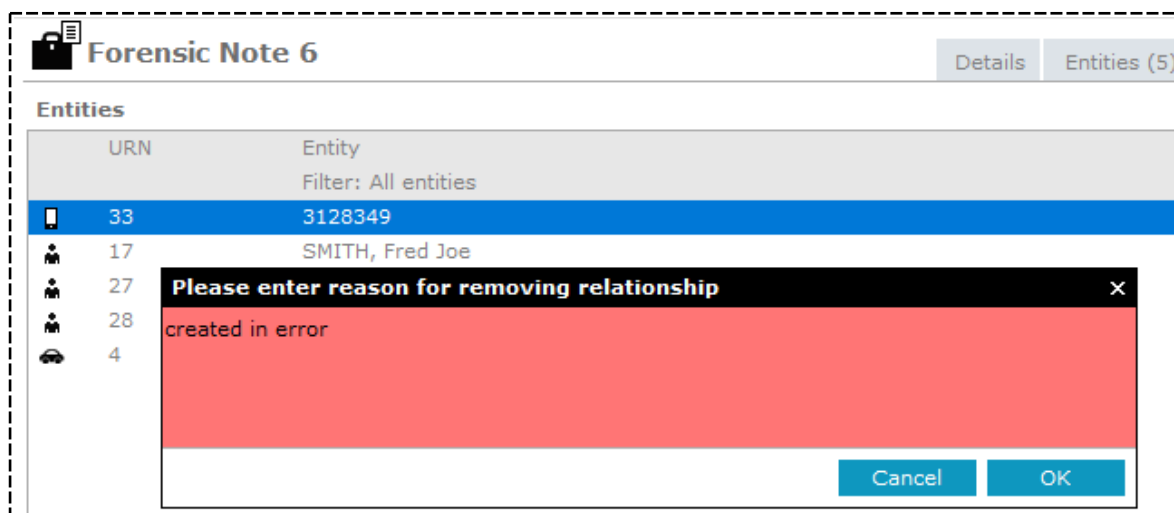 Forensic Note 6
Details Entities (5)
Entities
URN Entity
Filter: All entities
33 3128349
17 SMITH, Fred Joe
27
28
4
Please enter reason for removing relationship ×
created in error
Cancel OK